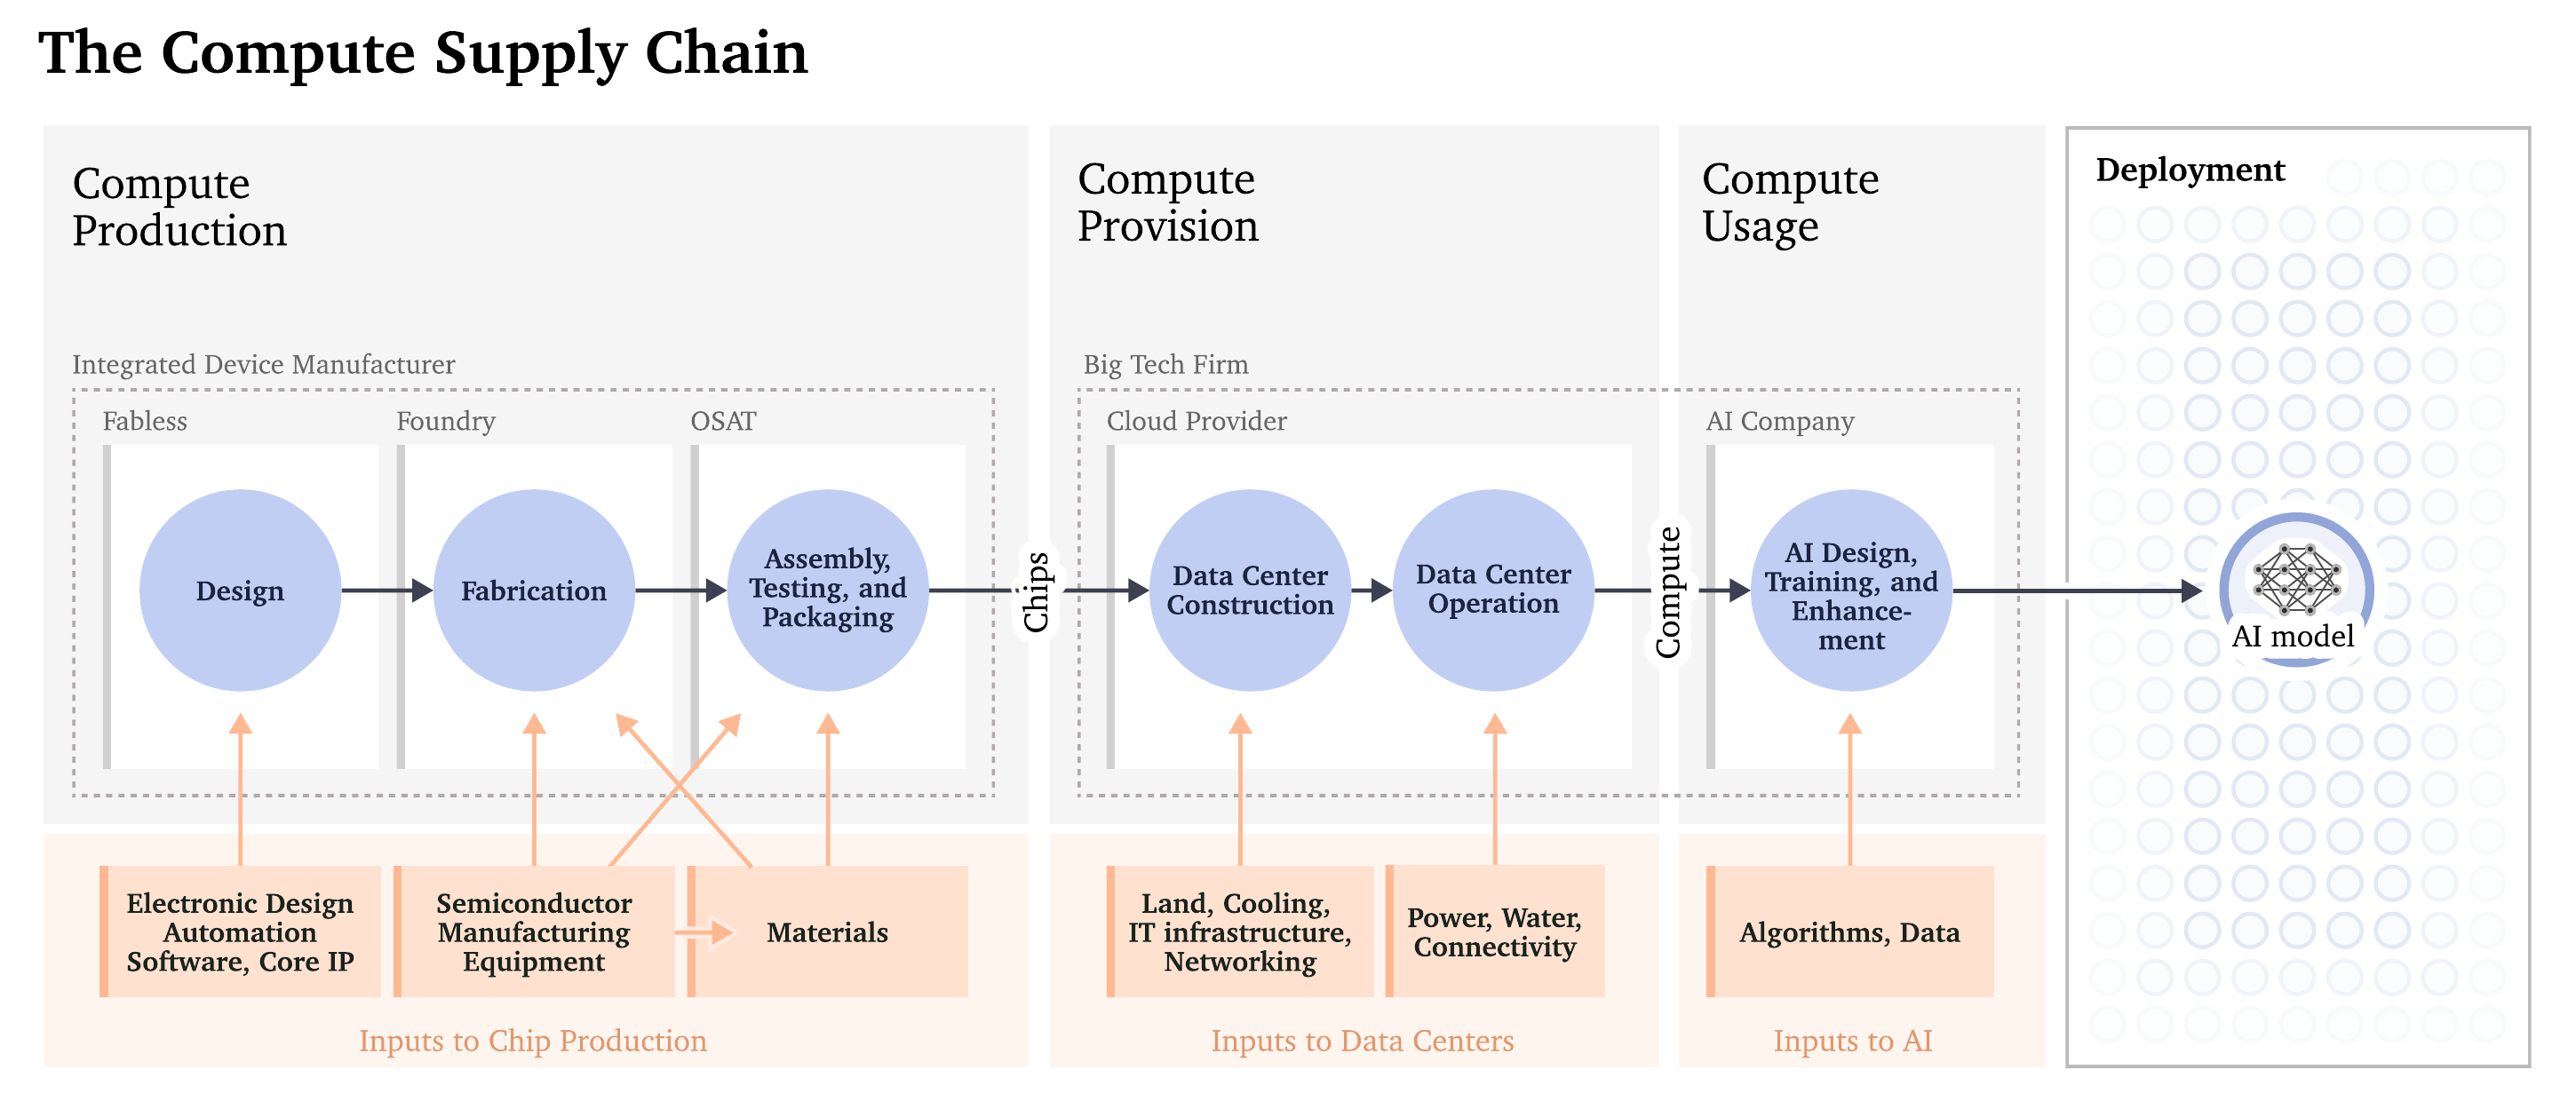 The Compute Supply Chain
Compute
Production
Integrated Device Manufacturer
Fabless
Foundry
OSAT
Design
Fabrication
Assembly,
Testing, and
Packaging
Chips
Compute
Provision
Big Tech Firm
Cloud Provider
Data Center
Construction
Data Center
Operation
Compute
Compute
Usage
AI Company
AI Design,
Training, and
Enhance-
ment
Deployment
AI model
Electronic Design
Automation
Software, Core IP
Semiconductor
Manufacturing
Equipment
Materials
Inputs to Chip Production
Land, Cooling,
IT infrastructure,
Networking
Power, Water,
Connectivity
Inputs to Data Centers
Algorithms, Data
Inputs to AI